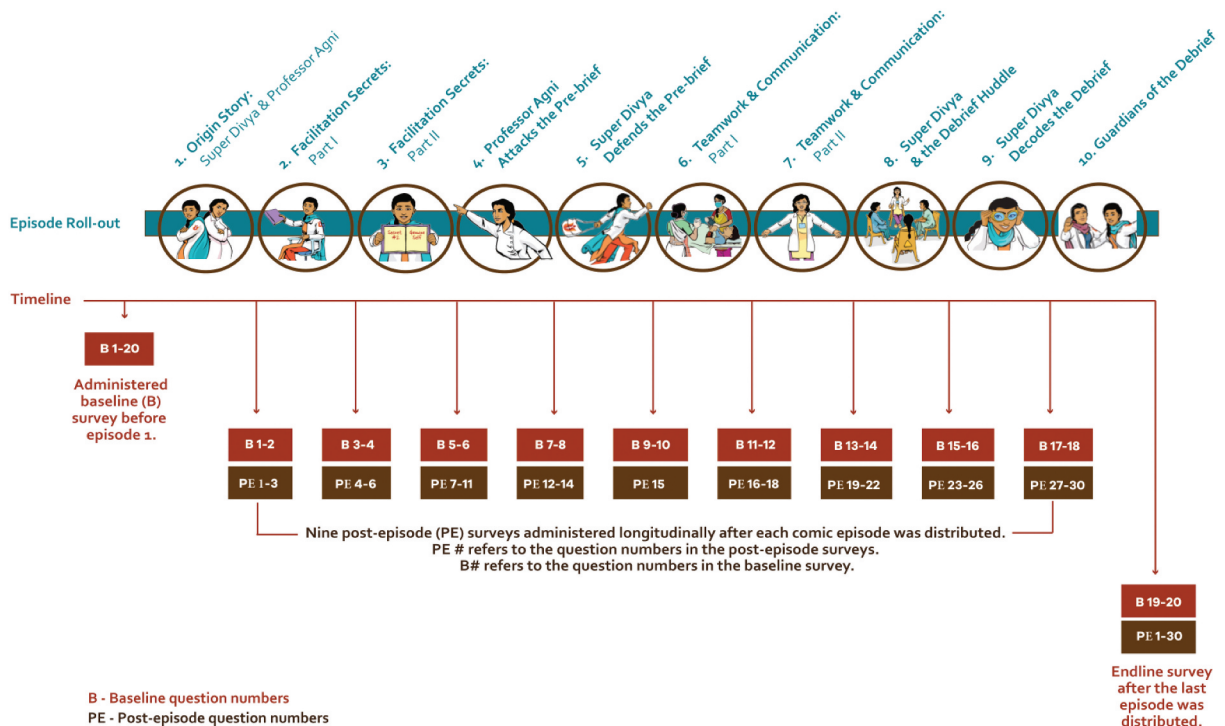 1. Origin Story:
Super Divya & Professor Agni
2. Facilitation Secrets:
Part I
3. Facilitation Secrets:
Part II
4. Professor Agni
Attacks the Pre-brief
5. Super Divya
Defends the Pre-brief
6. Teamwork & Communication:
Part I
7. Teamwork & Communication:
Part II
8. Super Divya
& the Debrief Huddle
9. Super Divya
Decodes the Debrief
10. Guardians of the Debrief
Episode Roll-out
Timeline
B 1-20
Administered
baseline (B)
survey before
episode 1.
B 1-2
B 3-4
B 5-6
B 7-8
B 9-10
B 11-12
B 13-14
B 15-16
B 17-18
PE 1-3
PE 4-6
PE 7-11
PE 12-14
PE 15
PE 16-18
PE 19-22
PE 23-26
PE 27-30
Nine post-episode (PE) surveys administered longitudinally after each comic episode was distributed.
PE # refers to the question numbers in the post-episode surveys.
B# refers to the question numbers in the baseline survey.
B 19-20
PE 1-30
Endline survey
after the last
episode was
distributed.
B - Baseline question numbers
PE - Post-episode question numbers